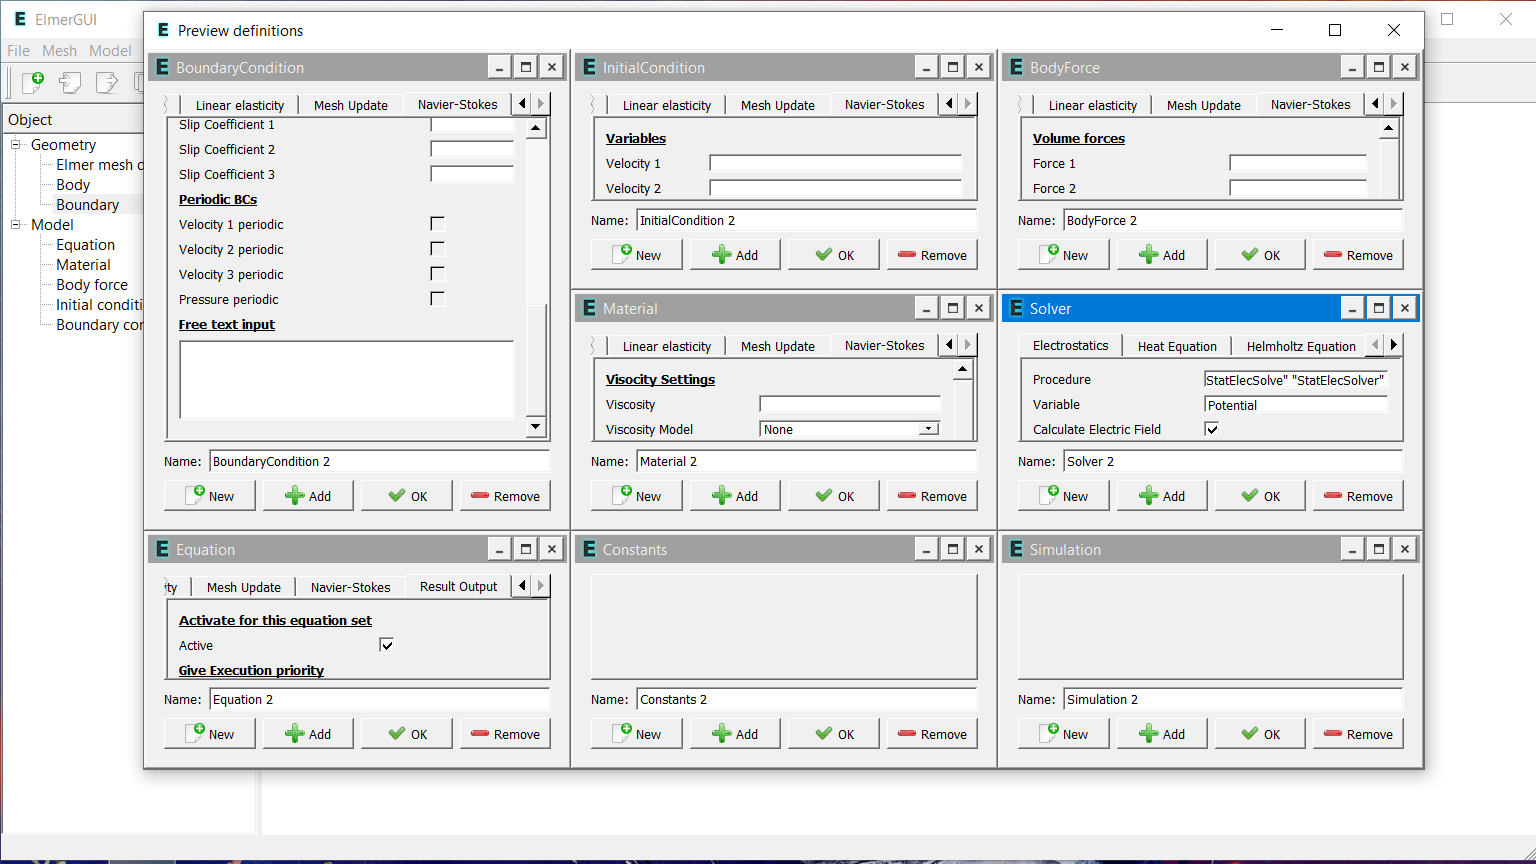 ElmerGUI
File Mesh Model
Object
Geometry
Elmer mesh
Body
Boundary
Model
Equation
Material
Body force
Initial conditi
Boundary con
Preview definitions
BoundaryCondition
Linear elasticity Mesh Update Navier-Stokes
Slip Coefficient 1
Slip Coefficient 2
Slip Coefficient 3
Periodic BCs
Velocity 1 periodic
Velocity 2 periodic
Velocity 3 periodic
Pressure periodic
Free text input
Name: BoundaryCondition 2
New Add OK Remove
InitialCondition
Linear elasticity Mesh Update Navier-Stokes
Variables
Velocity 1
Velocity 2
Name: InitialCondition 2
New Add OK Remove
BodyForce
Linear elasticity Mesh Update Navier-Stokes
Volume forces
Force 1
Force 2
Name: BodyForce 2
New Add OK Remove
Material
Linear elasticity Mesh Update Navier-Stokes
Visocity Settings
Viscosity
Viscosity Model None
Name: Material 2
New Add OK Remove
Solver
Electrostatics Heat Equation Helmholtz Equation
Procedure StatElecSolve" "StatElecSolver"
Variable Potential
Calculate Electric Field
Name: Solver 2
New Add OK Remove
Equation
ity Mesh Update Navier-Stokes Result Output
Activate for this equation set
Active
Give Execution priority
Name: Equation 2
New Add OK Remove
Constants
Name: Constants 2
New Add OK Remove
Simulation
Name: Simulation 2
New Add OK Remove